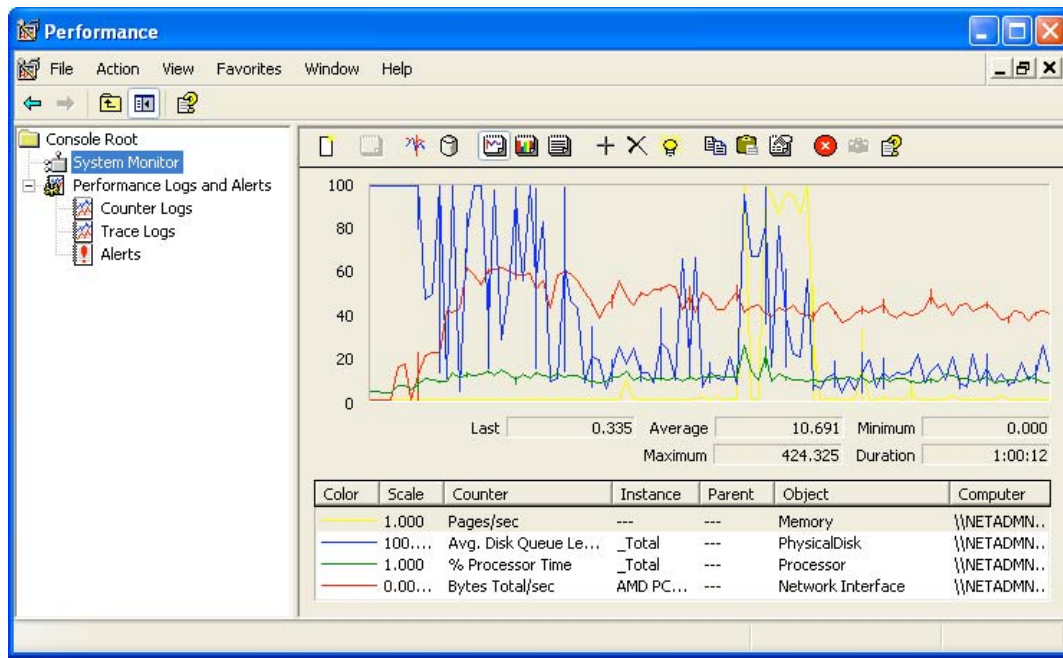 Performance
File Action View Favorites Window Help
Console Root
System Monitor
Performance Logs and Alerts
Counter Logs
Trace Logs
Alerts
100
80
60
40
20
0
Last 0.335 Average 10.691 Minimum 0.000
Maximum 424.325 Duration 1:00:12
Color Scale Counter Instance Parent Object Computer
1.000 Pages/sec --- --- Memory \\NETADMN...
100.... Avg. Disk Queue Le... _Total --- PhysicalDisk \\NETADMN...
1.000 % Processor Time _Total --- Processor \\NETADMN...
0.00... Bytes Total/sec AMD PC... --- Network Interface \\NETADMN...